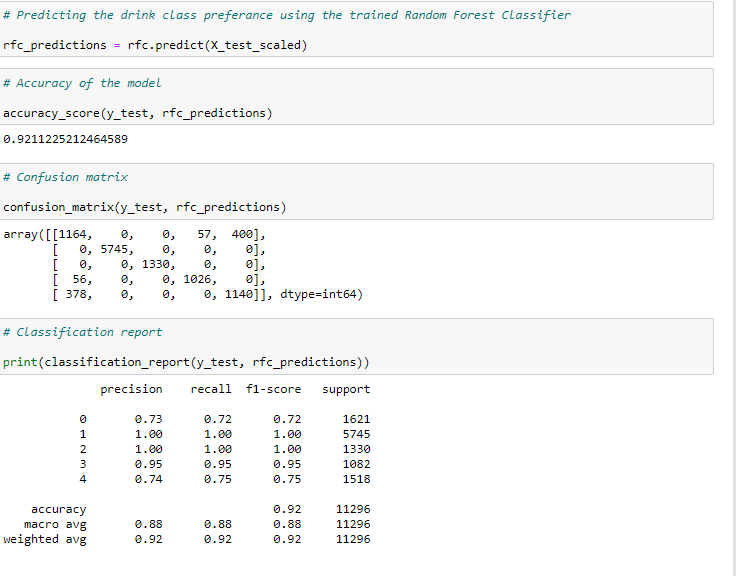 # Predicting the drink class preferance using the trained Random Forest Classifier
rfc_predictions = rfc.predict(X_test_scaled)
# Accuracy of the model
accuracy_score(y_test, rfc_predictions)
0.9211225212464589
# Confusion matrix
confusion_matrix(y_test, rfc_predictions)
array([[1164,    0,    0,   57,  400],
       [   0, 5745,    0,    0,    0],
       [   0,    0, 1330,    0,    0],
       [  56,    0,    0, 1026,    0],
       [ 378,    0,    0,    0, 1140]], dtype=int64)
# Classification report
print(classification_report(y_test, rfc_predictions))
              precision    recall  f1-score   support
           0       0.73      0.72      0.72      1621
           1       1.00      1.00      1.00      5745
           2       1.00      1.00      1.00      1330
           3       0.95      0.95      0.95      1082
           4       0.74      0.75      0.75      1518
    accuracy                           0.92     11296
   macro avg       0.88      0.88      0.88     11296
weighted avg       0.92      0.92      0.92     11296